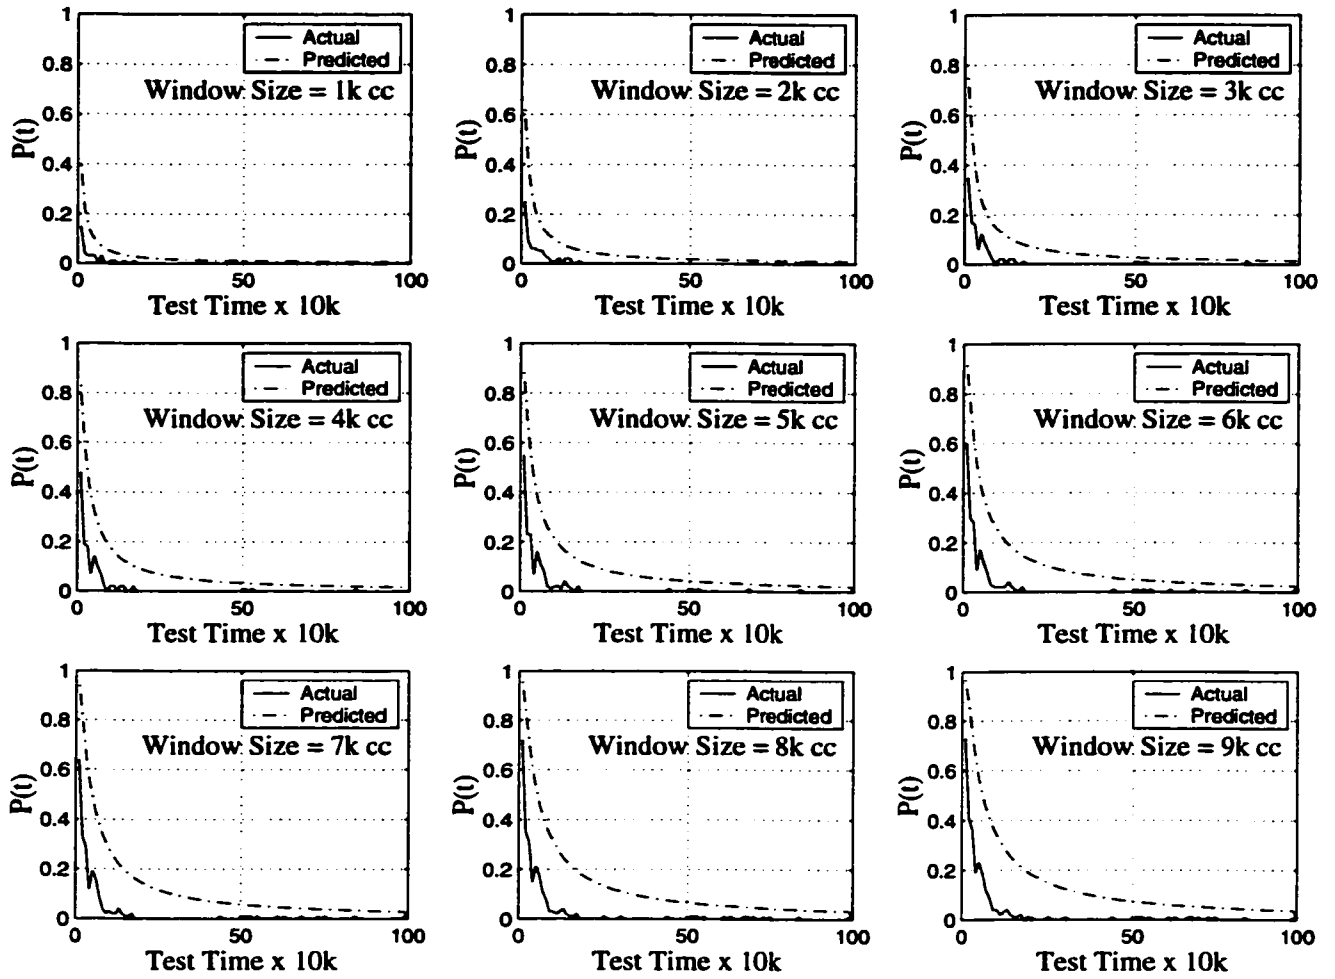 1
0.8
0.6
0.4
0.2
0
P(t)
Actual
Predicted
Window Size = 1k cc
0
50
100
Test Time x 10k
1
0.8
0.6
0.4
0.2
0
P(t)
Actual
Predicted
Window Size = 2k cc
0
50
100
Test Time x 10k
1
0.8
0.6
0.4
0.2
0
P(t)
Actual
Predicted
Window Size = 3k cc
0
50
100
Test Time x 10k
1
0.8
0.6
0.4
0.2
0
P(t)
Actual
Predicted
Window Size = 4k cc
0
50
100
Test Time x 10k
1
0.8
0.6
0.4
0.2
0
P(t)
Actual
Predicted
Window Size = 5k cc
0
50
100
Test Time x 10k
1
0.8
0.6
0.4
0.2
0
P(t)
Actual
Predicted
Window Size = 6k cc
0
50
100
Test Time x 10k
1
0.8
0.6
0.4
0.2
0
P(t)
Actual
Predicted
Window Size = 7k cc
0
50
100
Test Time x 10k
1
0.8
0.6
0.4
0.2
0
P(t)
Actual
Predicted
Window Size = 8k cc
0
50
100
Test Time x 10k
1
0.8
0.6
0.4
0.2
0
P(t)
Actual
Predicted
Window Size = 9k cc
0
50
100
Test Time x 10k